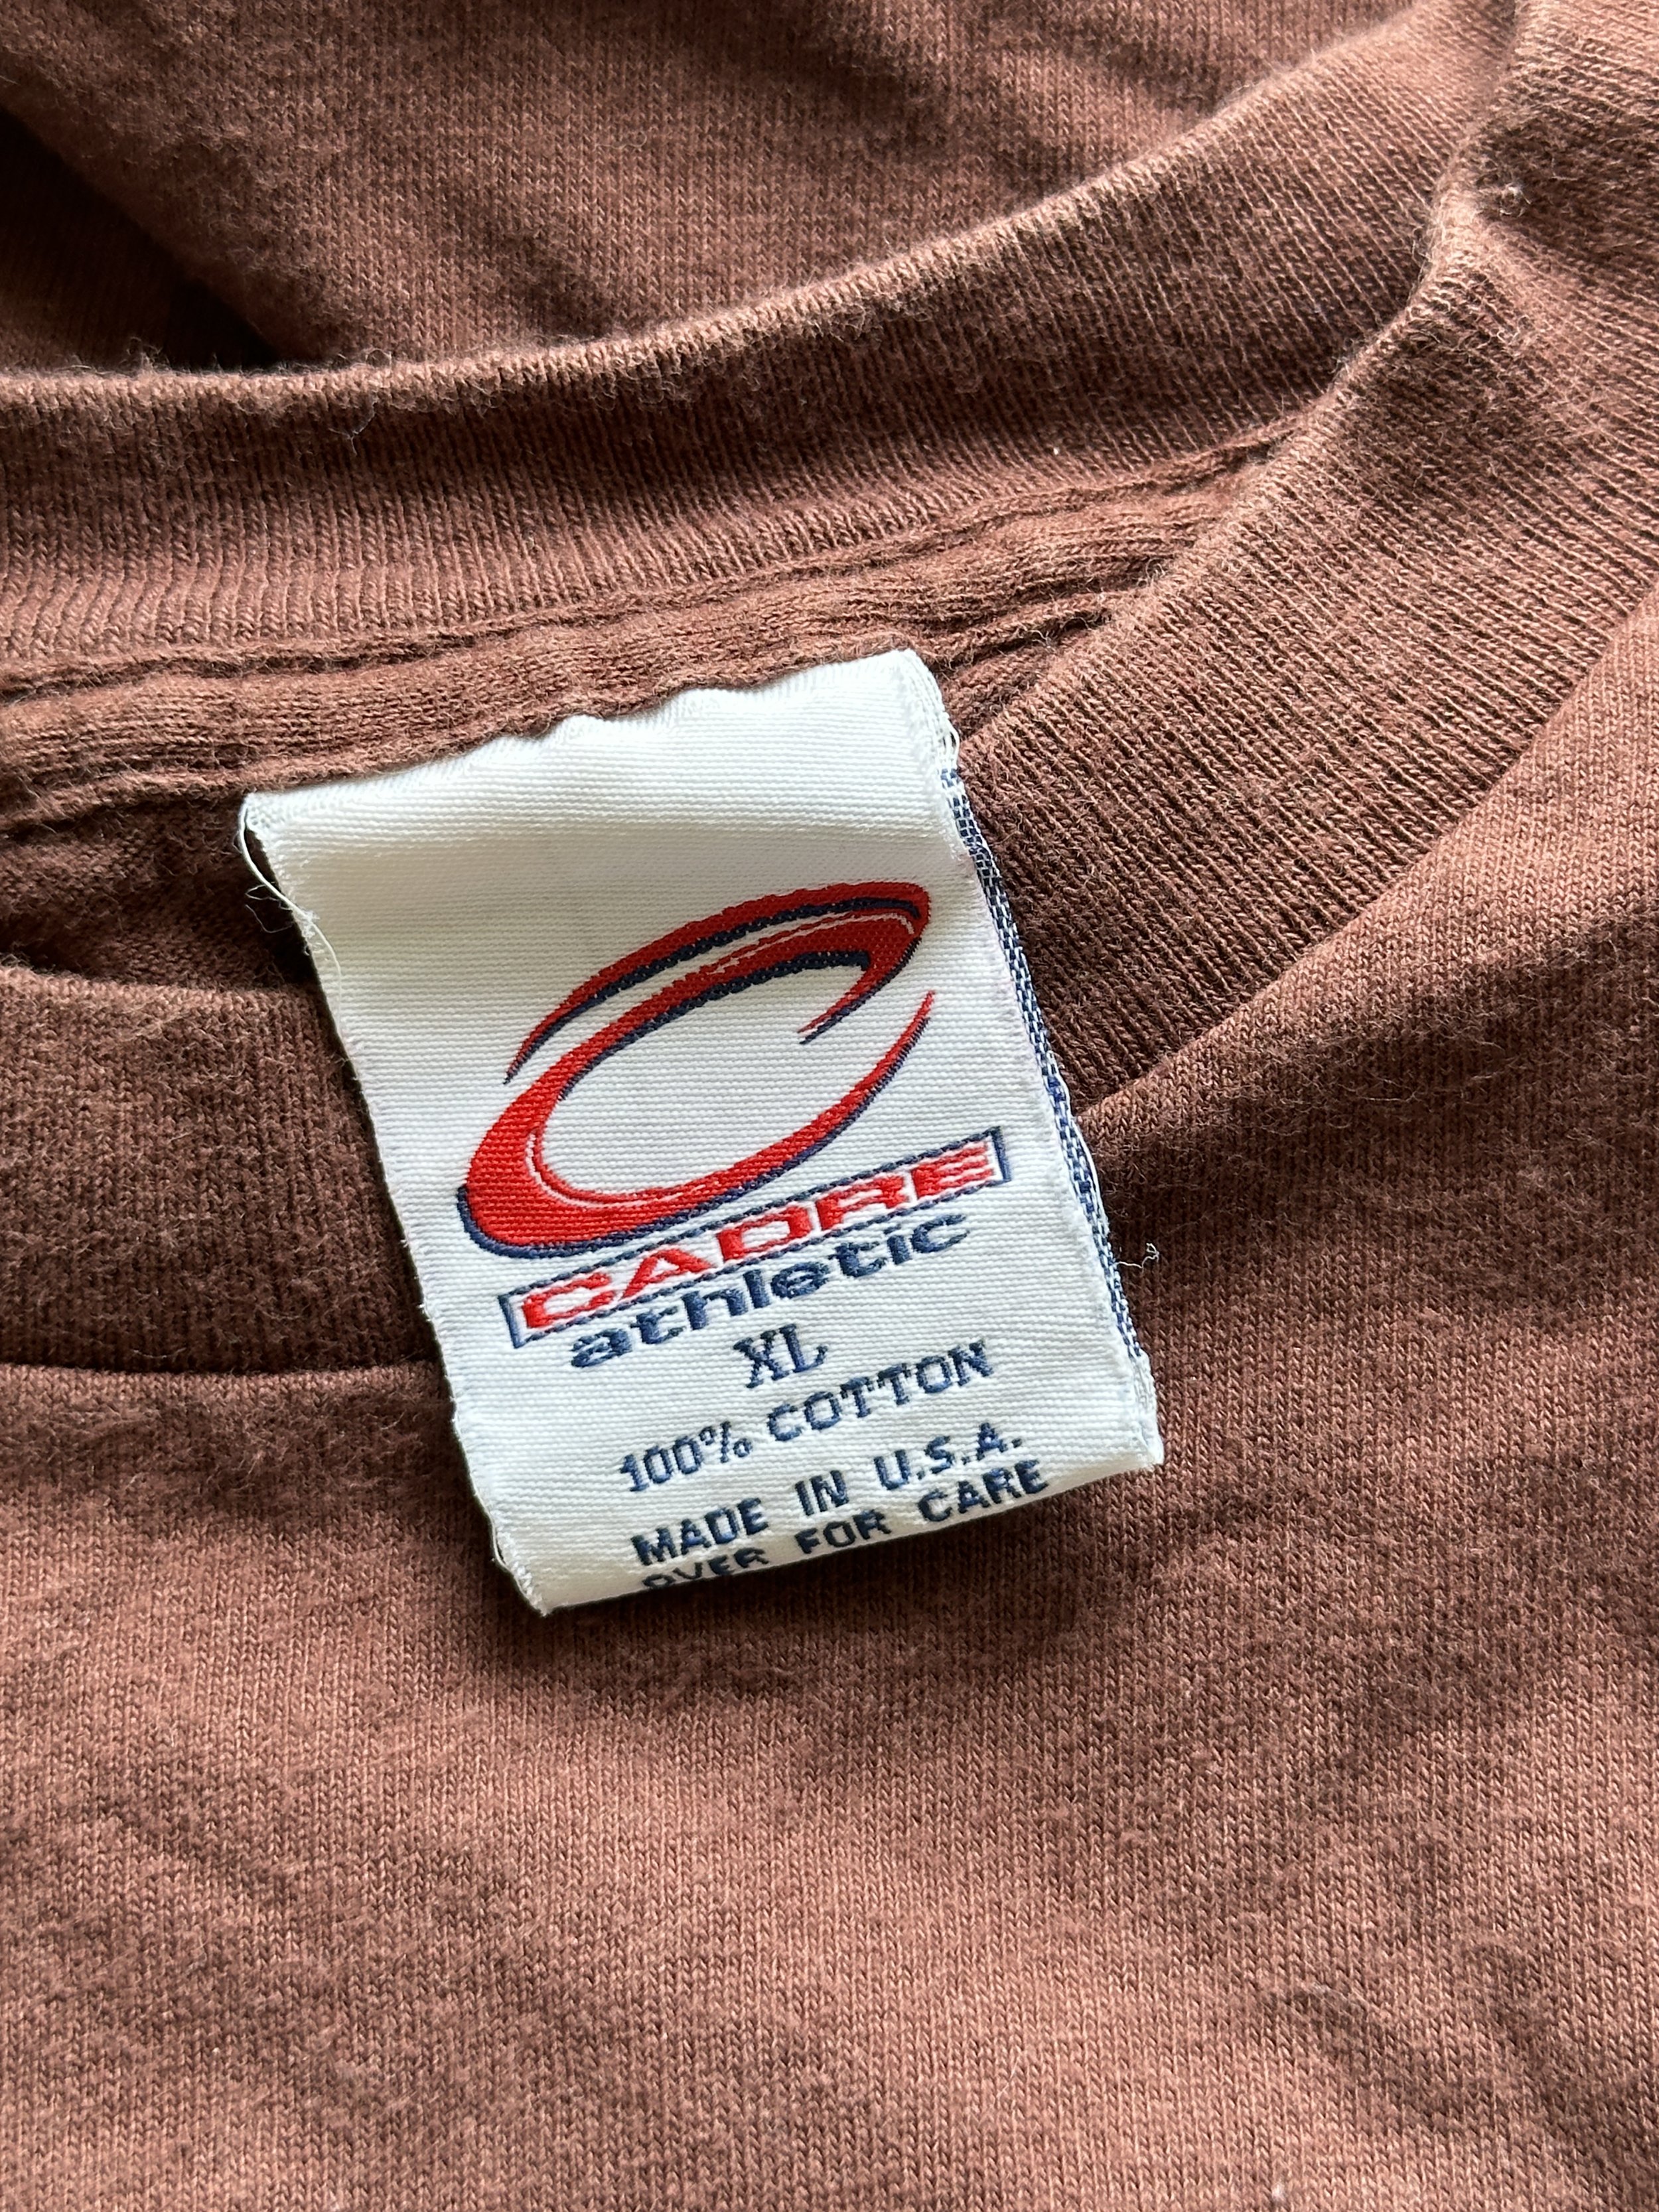 CADRE
athletic
XL
100% COTTON
MADE IN U.S.A.
OVER FOR CARE